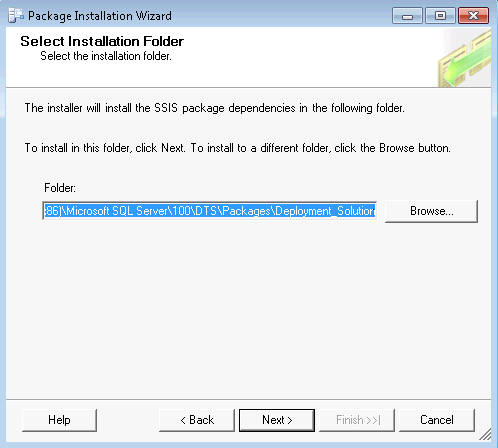 Package Installation Wizard
Select Installation Folder
Select the installation folder.
The installer will install the SSIS package dependencies in the following folder.
To install in this folder, click Next. To install to a different folder, click the Browse button.
Folder:
:86)\Microsoft SQL Server\100\DTS\Packages\Deployment_Solution
Browse...
Help
< Back
Next >
Finish >>|
Cancel